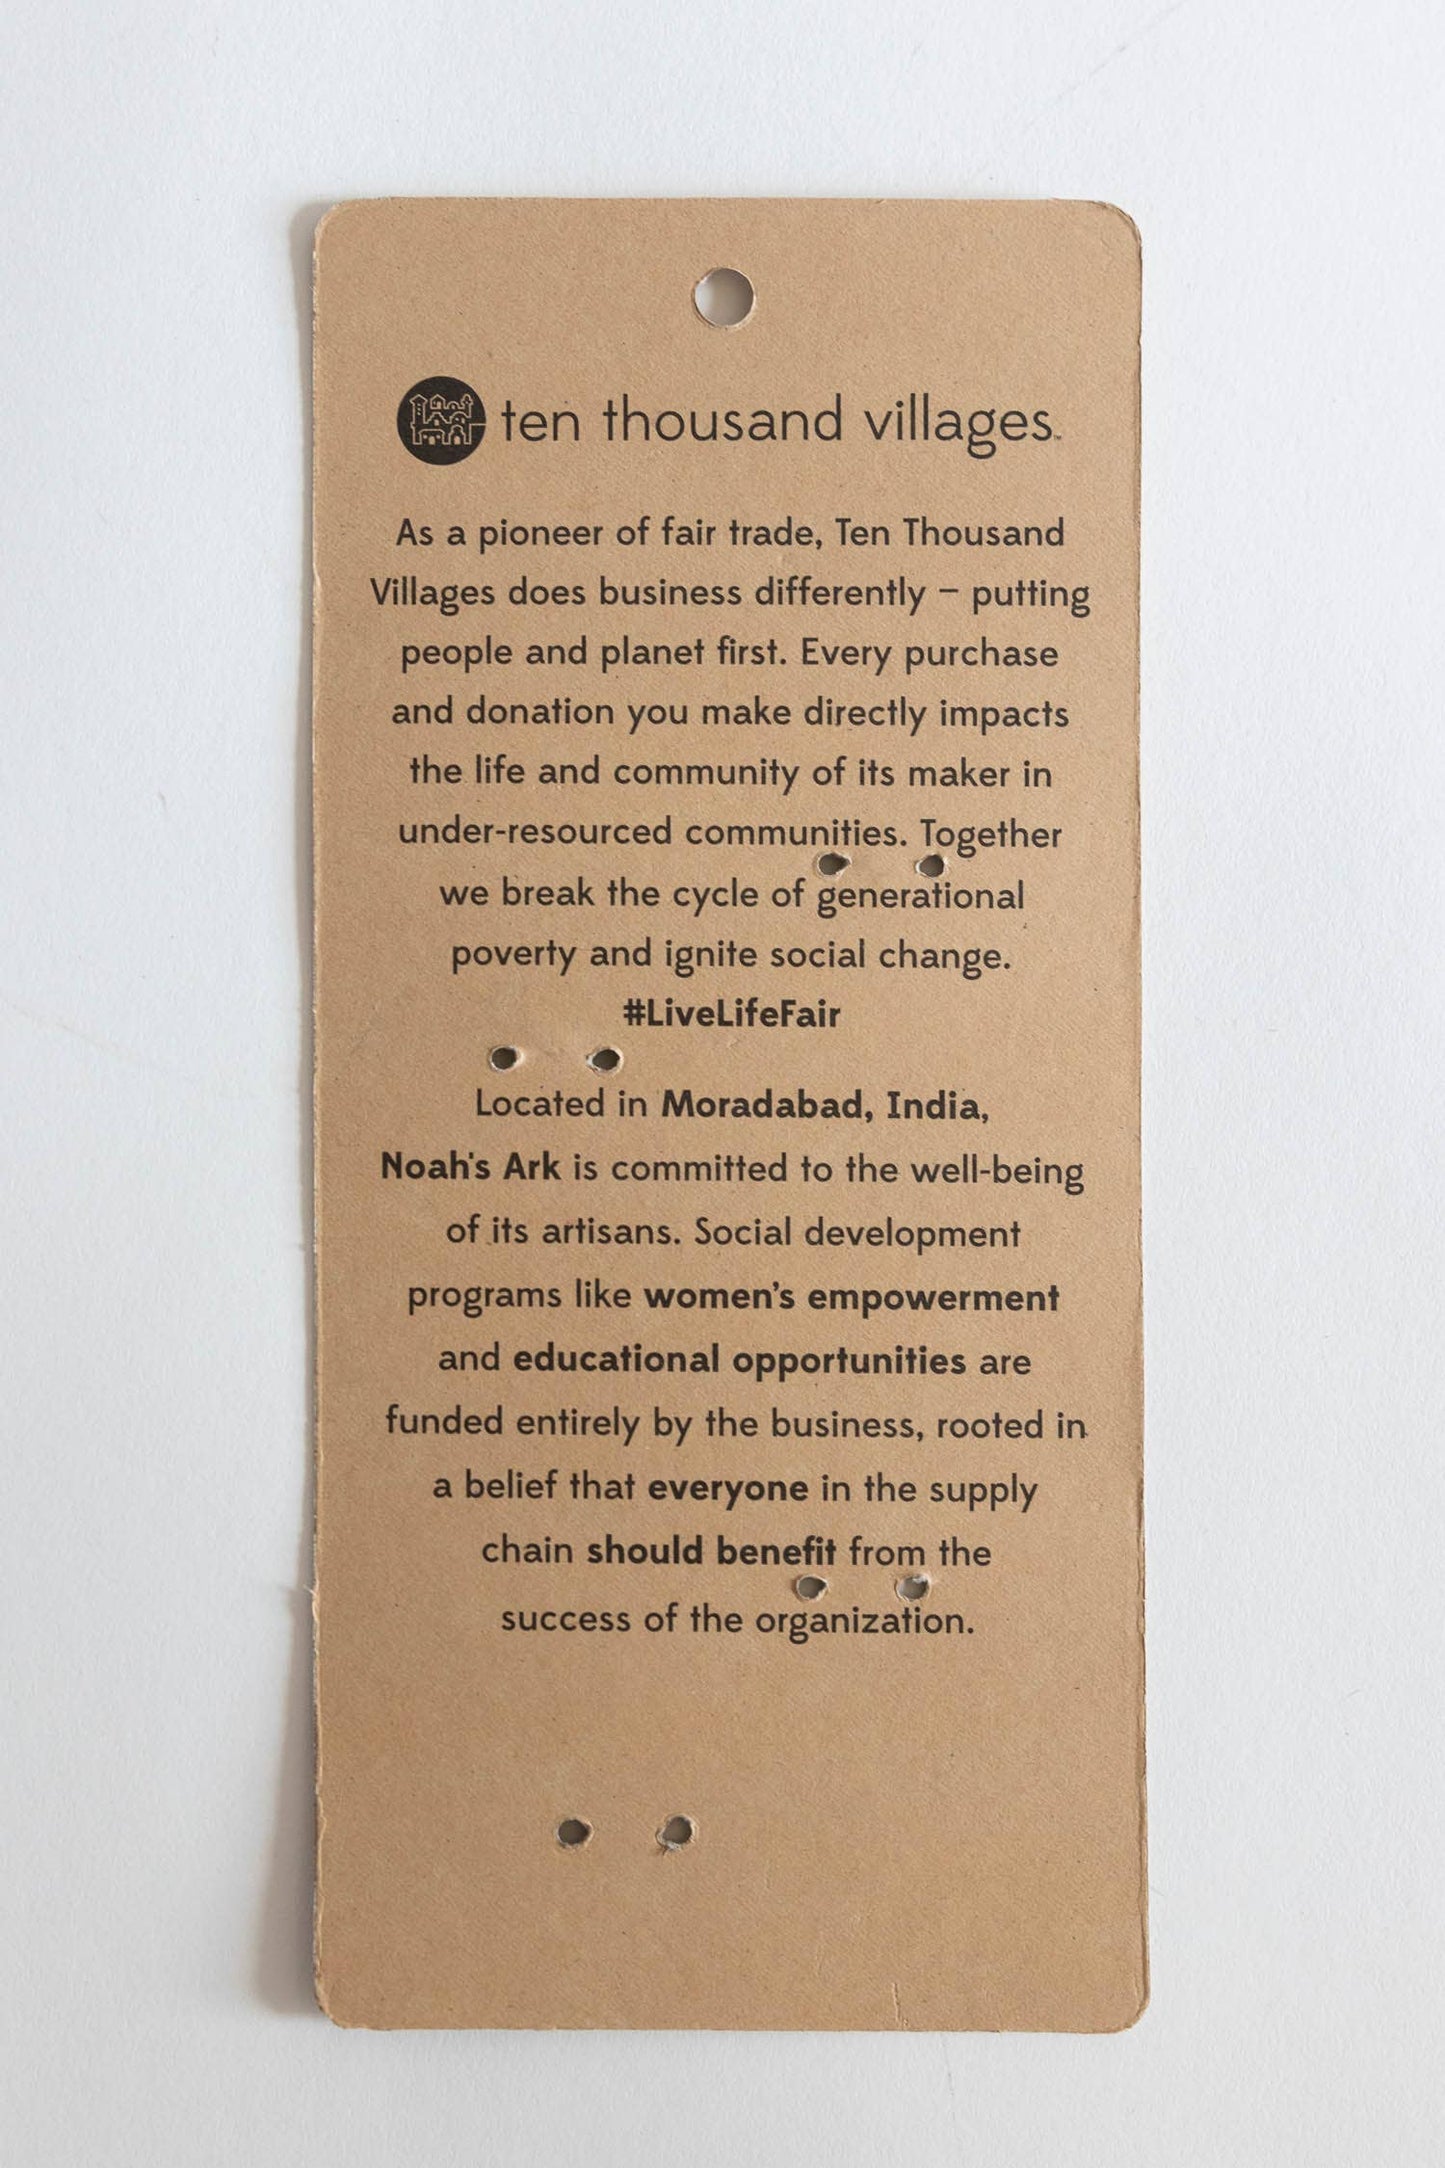 ten thousand villages™
As a pioneer of fair trade, Ten Thousand
Villages does business differently – putting
people and planet first. Every purchase
and donation you make directly impacts
the life and community of its maker in
under-resourced communities. Together
we break the cycle of generational
poverty and ignite social change.
#LiveLifeFair
Located in Moradabad, India,
Noah's Ark is committed to the well-being
of its artisans. Social development
programs like women’s empowerment
and educational opportunities are
funded entirely by the business, rooted in
a belief that everyone in the supply
chain should benefit from the
success of the organization.